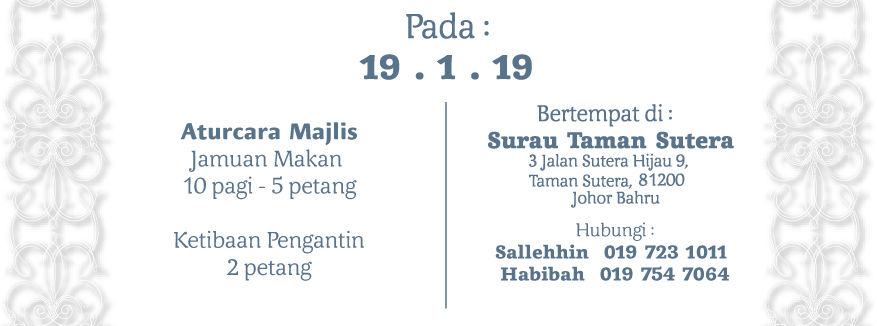 Pada :
19 . 1 . 19
Aturcara Majlis
Jamuan Makan
10 pagi - 5 petang
Ketibaan Pengantin
2 petang
Bertempat di :
Surau Taman Sutera
3 Jalan Sutera Hijau 9,
Taman Sutera, 81200
Johor Bahru
Hubungi :
Sallehhin 019 723 1011
Habibah 019 754 7064